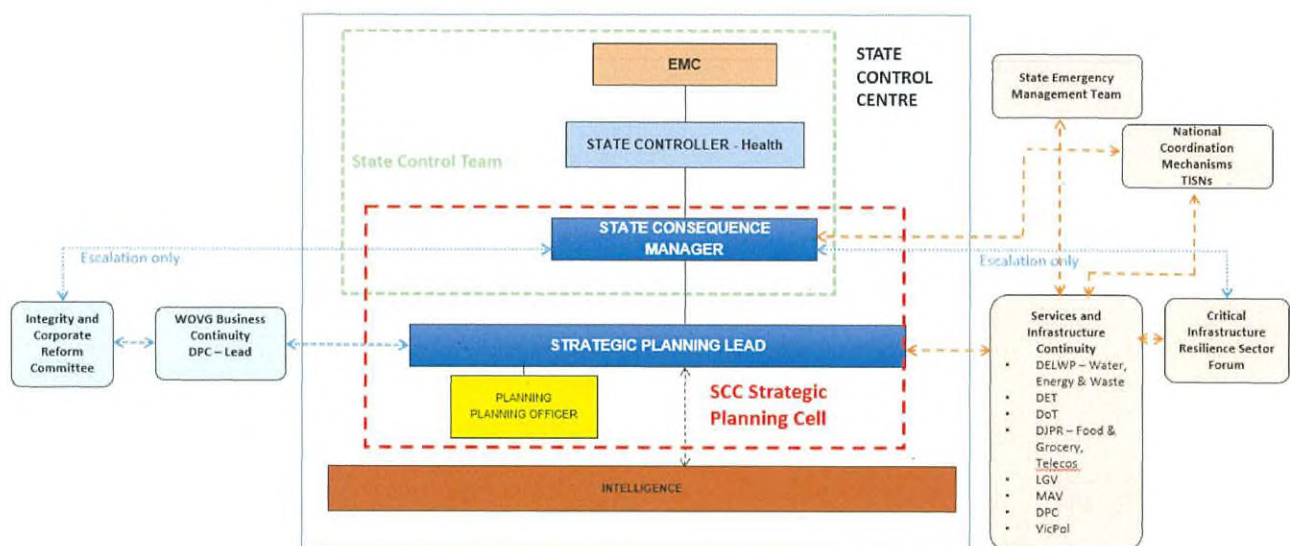 EMC
STATE
CONTROL
CENTRE
State Control Team
STATE CONTROLLER - Health
State Emergency
Management Team
National
Coordination
Mechanisms
TISNs
STATE CONSEQUENCE
MANAGER
Escalation only
Escalation only
Integrity and
Corporate
Reform
Committee
WOVG Business
Continuity
DPC – Lead
STRATEGIC PLANNING LEAD
PLANNING
PLANNING OFFICER
SCC Strategic
Planning Cell
INTELLIGENCE
Services and
Infrastructure
Continuity
• DELWP – Water,
Energy & Waste
• DET
• DoT
• DJPR – Food &
Grocery,
Telecos
• LGV
• MAV
• DPC
• VicPol
Critical
Infrastructure
Resilience Sector
Forum